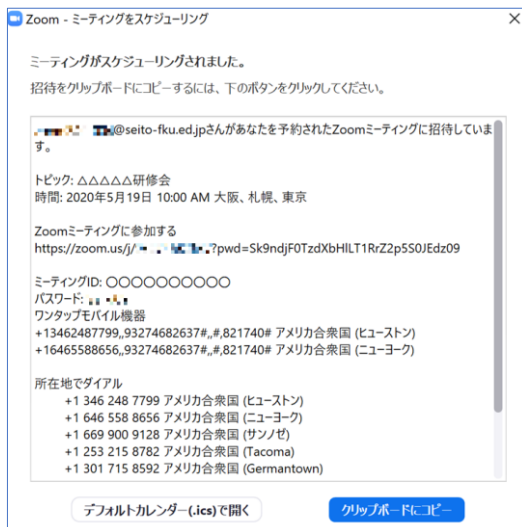 Zoom - ミーティングをスケジューリング
ミーティングがスケジューリングされました。
招待をクリップボードにコピーするには、下のボタンをクリックしてください。
@seito-fku.ed.jpさんがあなたを予約されたZoomミーティングに招待していま
す。
トピック: △△△△△研修会
時間: 2020年5月19日 10:00 AM 大阪、札幌、東京
Zoomミーティングに参加する
https://zoom.us/j/ ?pwd=Sk9ndjF0TzdXbHlLT1RrZ2p5S0JEdz09
ミーティングID: 〇〇〇〇〇〇〇〇〇〇
パスワード:
ワンタップモバイル機器
+13462487799,,93274682637#,,#,821740# アメリカ合衆国 (ヒューストン)
+16465588656,,93274682637#,,#,821740# アメリカ合衆国 (ニューヨーク)
所在地でダイアル
+1 346 248 7799 アメリカ合衆国 (ヒューストン)
+1 646 558 8656 アメリカ合衆国 (ニューヨーク)
+1 669 900 9128 アメリカ合衆国 (サンノゼ)
+1 253 215 8782 アメリカ合衆国 (Tacoma)
+1 301 715 8592 アメリカ合衆国 (Germantown)
デフォルトカレンダー(.ics)で開く
クリップボードにコピー